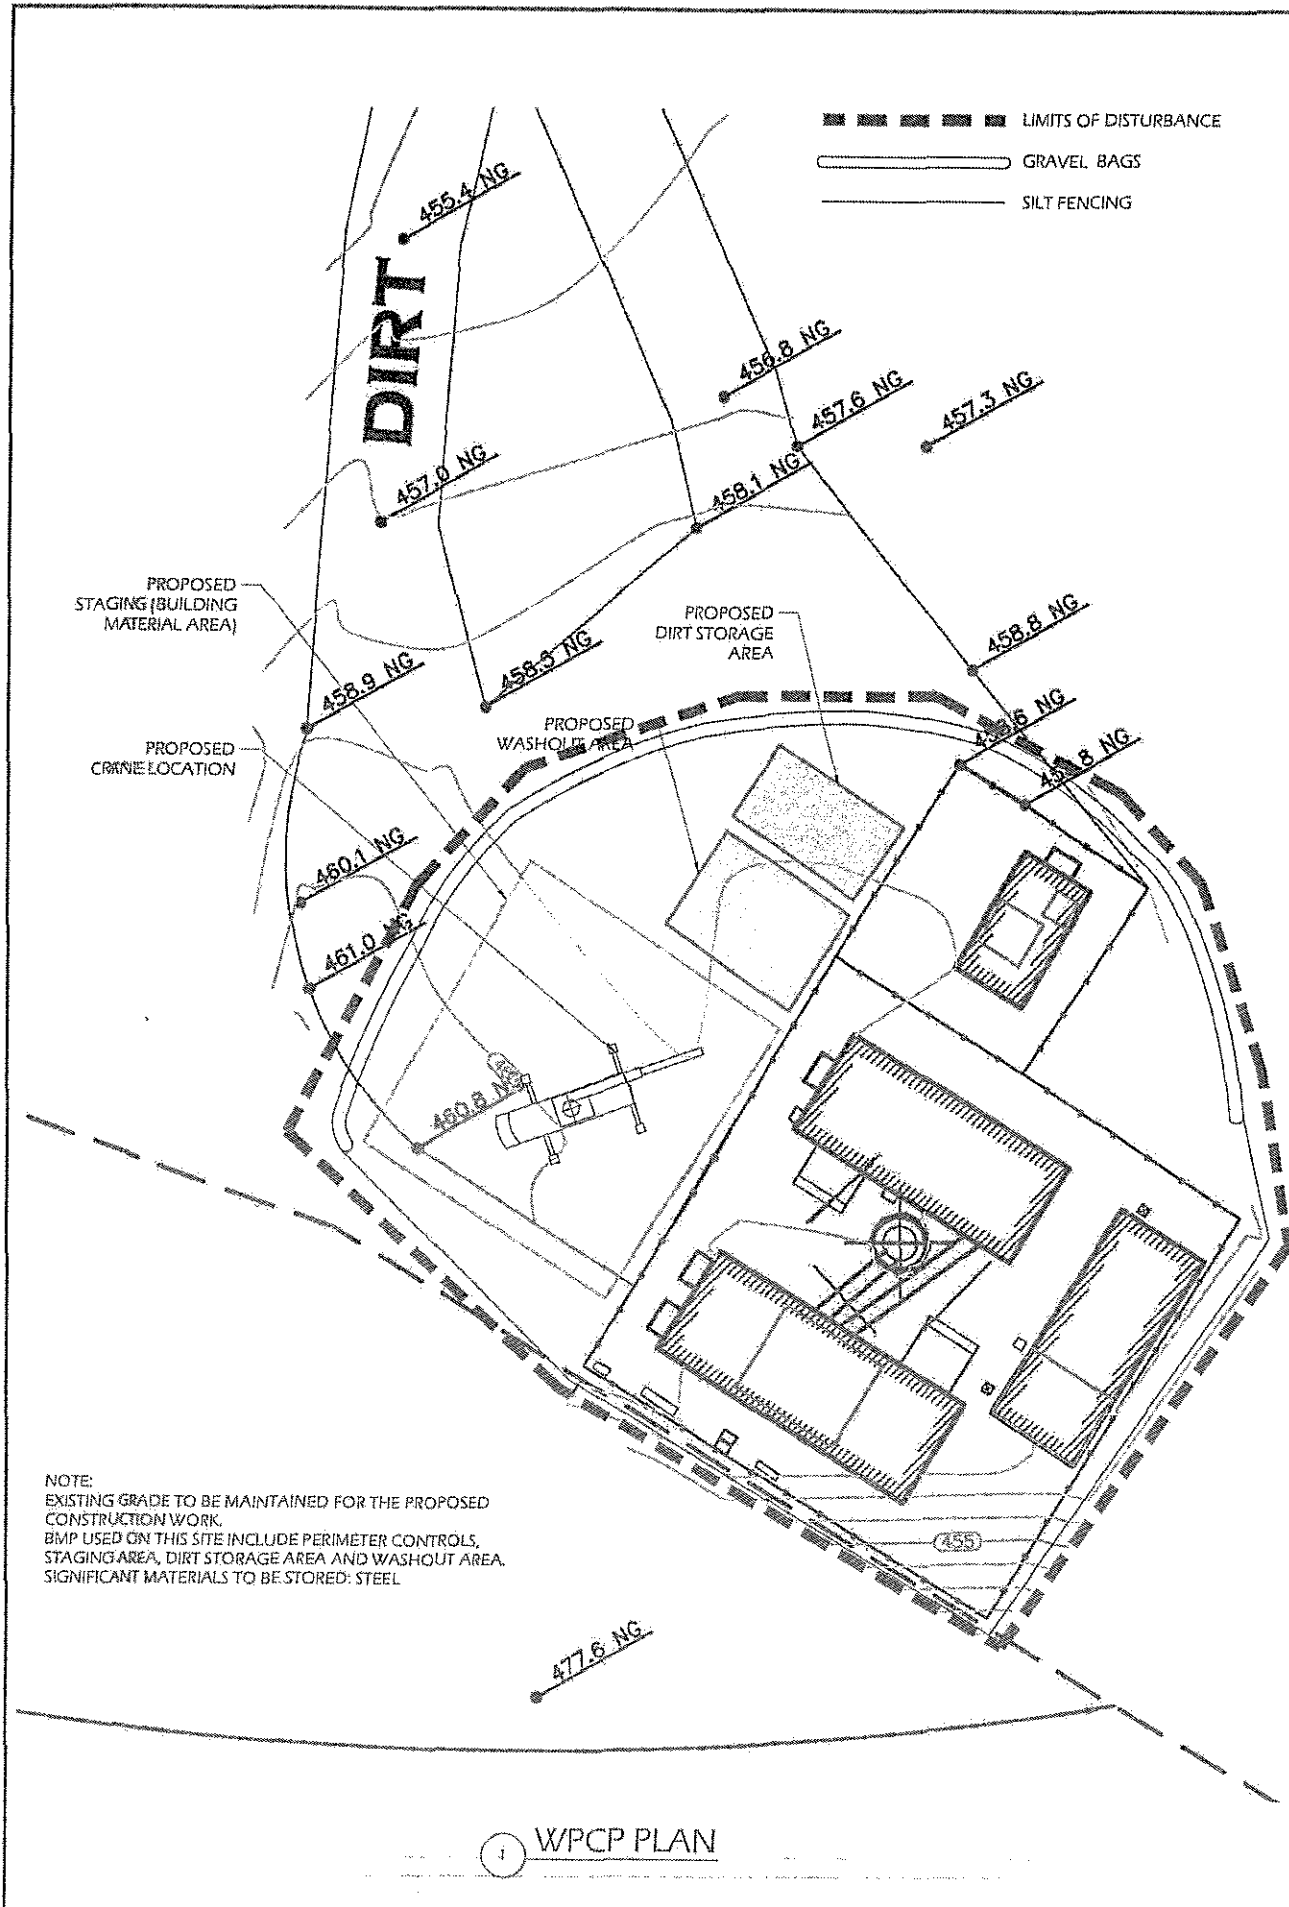 LIMITS OF DISTURBANCE
GRAVEL BAGS
SILT FENCING
455.4 NG
DIRT
456.8 NG
457.6 NG
457.3 NG
457.0 NG
458.1 NG
PROPOSED
STAGING (BUILDING
MATERIAL AREA)
PROPOSED
DIRT STORAGE
AREA
458.8 NG
458.9 NG
458.5 NG
PROPOSED
WASHOUT AREA
PROPOSED
CRANE LOCATION
NG
NG
460.1 NG
461.0 NG
460.8 NG
NOTE:
EXISTING GRADE TO BE MAINTAINED FOR THE PROPOSED
CONSTRUCTION WORK.
BMP USED ON THIS SITE INCLUDE PERIMETER CONTROLS,
STAGING AREA, DIRT STORAGE AREA AND WASHOUT AREA.
SIGNIFICANT MATERIALS TO BE STORED: STEEL
455
477.6 NG
WPCP PLAN